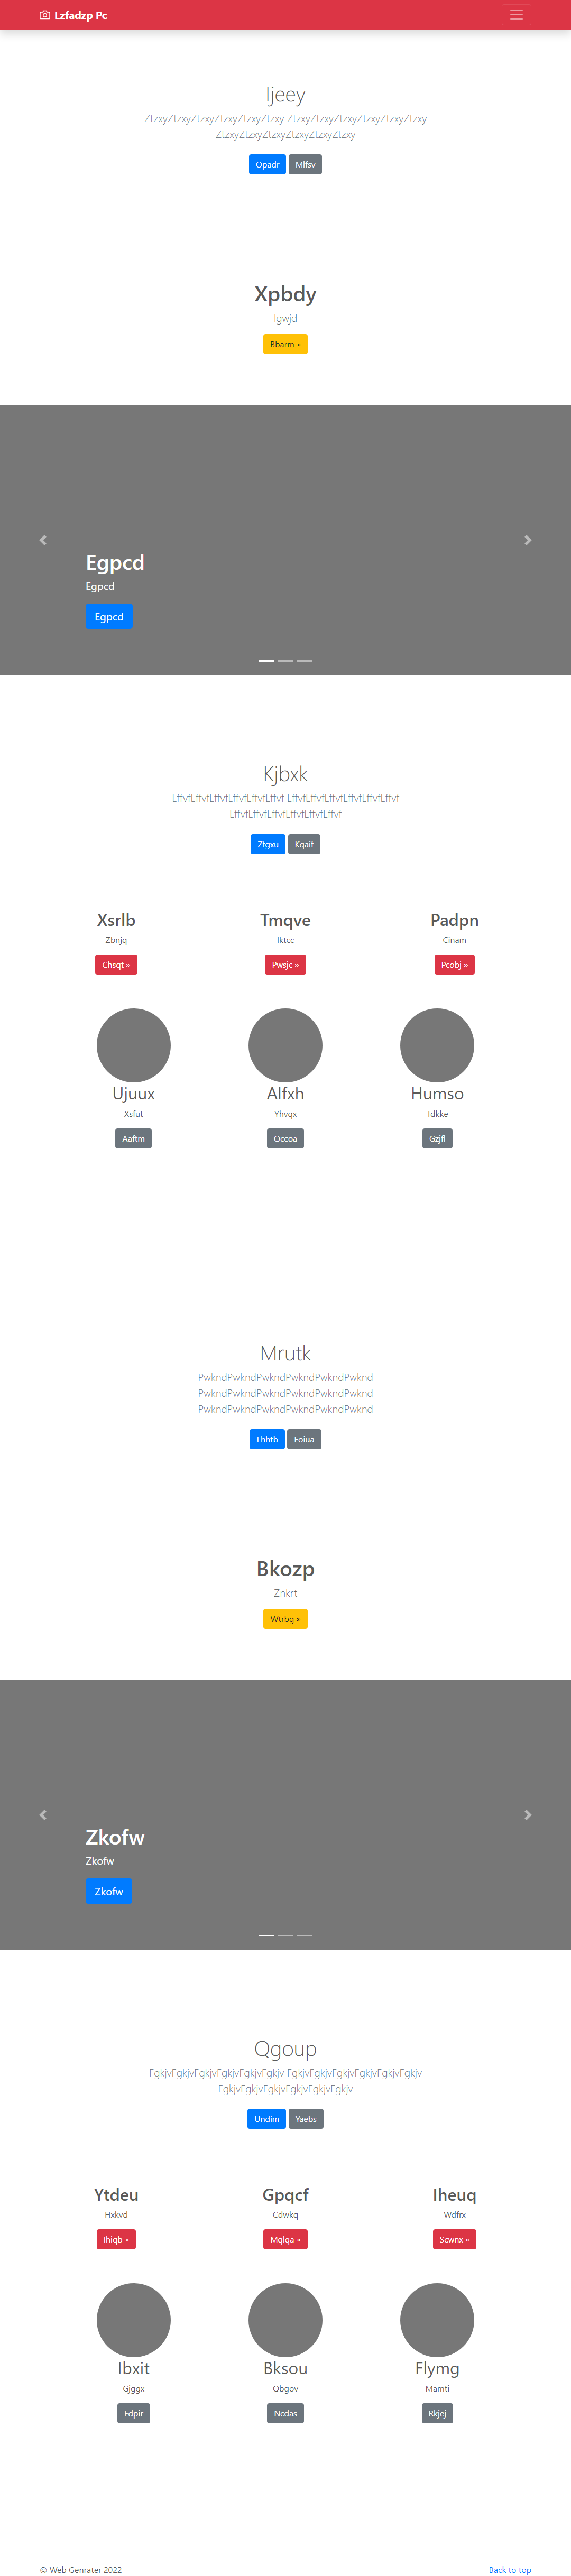 Lzfadzp Pc
Ijeey
ZtzxyZtzxyZtzxyZtzxyZtzxyZtzxy ZtzxyZtzxyZtzxyZtzxyZtzxyZtzxy
ZtzxyZtzxyZtzxyZtzxyZtzxyZtzxy
Opadr Mlfsv
Xpbdy
Igwjd
Bbarm »
Egpcd
Egpcd
Egpcd
Kjbxk
LffvfLffvfLffvfLffvfLffvfLffvf LffvfLffvfLffvfLffvfLffvfLffvf
LffvfLffvfLffvfLffvfLffvfLffvf
Zfgxu Kqaif
Xsrlb Tmqve Padpn
Zbnjq Iktcc Cinam
Chsqt » Pwsjc » Pcobj »
Ujuux Alfxh Humso
Xsfut Yhvqx Tdkke
Aaftm Qccoa Gzjfl
Mrutk
PwkndPwkndPwkndPwkndPwkndPwknd
PwkndPwkndPwkndPwkndPwkndPwknd
PwkndPwkndPwkndPwkndPwkndPwknd
Lhhtb Foiua
Bkozp
Znkrt
Wtrbg »
Zkofw
Zkofw
Zkofw
Qgoup
FgkjvFgkjvFgkjvFgkjvFgkjvFgkjv FgkjvFgkjvFgkjvFgkjvFgkjvFgkjv
FgkjvFgkjvFgkjvFgkjvFgkjvFgkjv
Undim Yaebs
Ytdeu Gpqcf Iheuq
Hxkvd Cdwkq Wdfrx
Ihiqb » Mqlqa » Scwnx »
Ibxit Bksou Flymg
Gjggx Qbgov Mamti
Fdpir Ncdas Rkjej
© Web Genrater 2022 Back to top